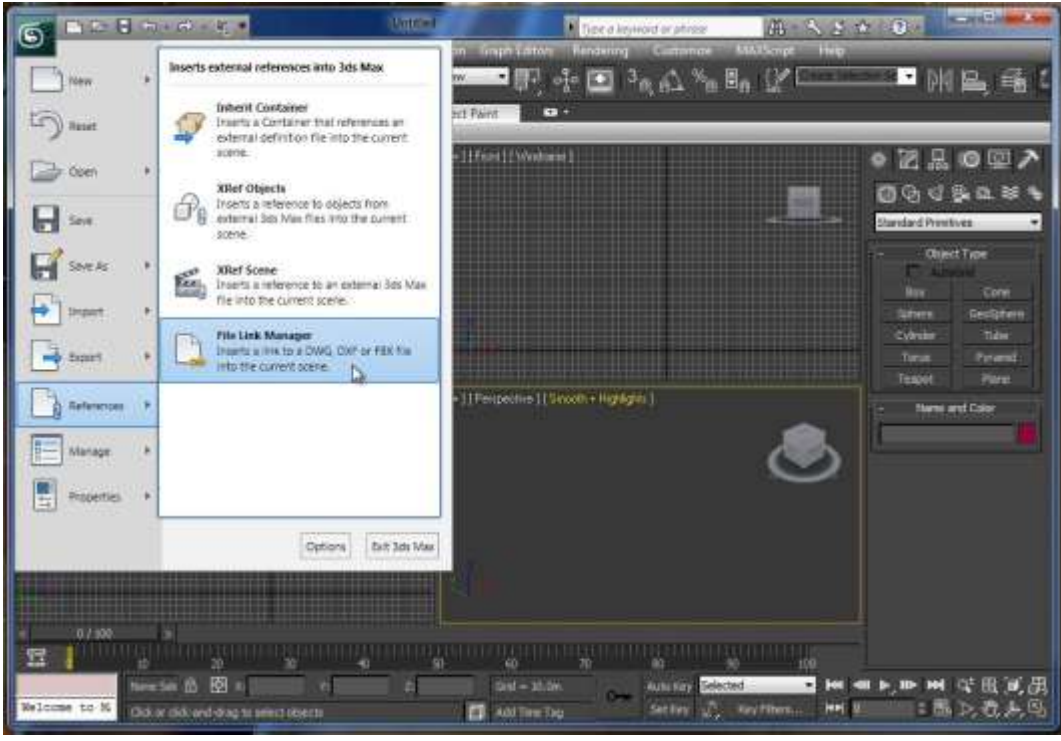 Untitled
Type a keyword or phrase
Graph Editors Rendering Customize MAXScript Help
New
Reset
Open
Save
Save As
Import
Export
References
Manage
Properties
Inserts external references into 3ds Max
Inherit Container
Inserts a Container that references an
external definition file into the current
scene.
XRef Objects
Inserts a reference to objects from
external 3ds Max files into the current
scene.
XRef Scene
Inserts a reference to an external 3ds Max
file into the current scene.
File Link Manager
Inserts a link to a DWG, DXF or FBX file
into the current scene.
Options
Exit 3ds Max
Paint
[ Front ] [ Wireframe ]
[ Perspective ] [ Smooth + Highlights ]
Standard Primitives
Object Type
AutoGrid
Box Cone
Sphere GeoSphere
Cylinder Tube
Torus Pyramid
Teapot Plane
Name and Color
0 / 100
10 20 30 40 50 60 70 80 90 100
None Sel
Grid = 10.0m
Auto Key Selected
Welcome to M
Click or click-and-drag to select objects
Add Time Tag
Set Key Key Filters...